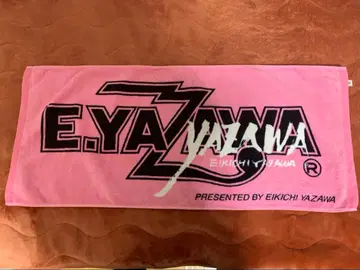 E.YAZAWA
YAZAWA
EIKICHI YAZAWA
®
PRESENTED BY EIKICHI YAZAWA